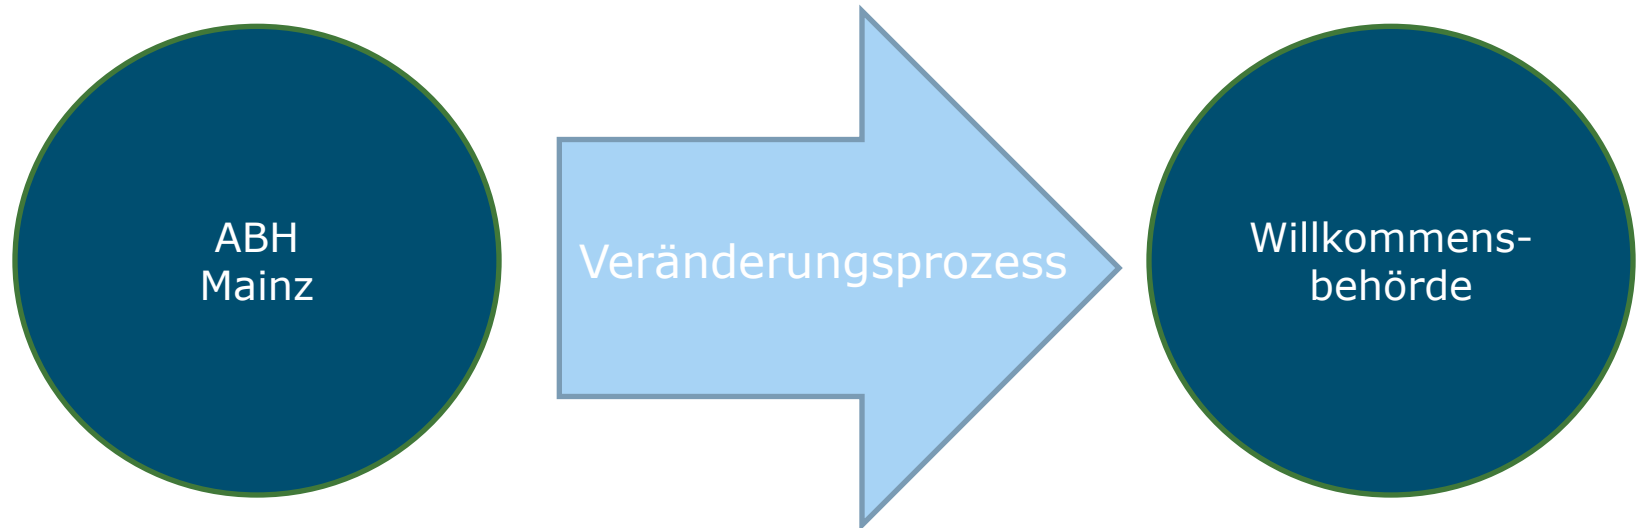 ABH
Mainz
Veränderungsprozess
Willkommens-
behörde